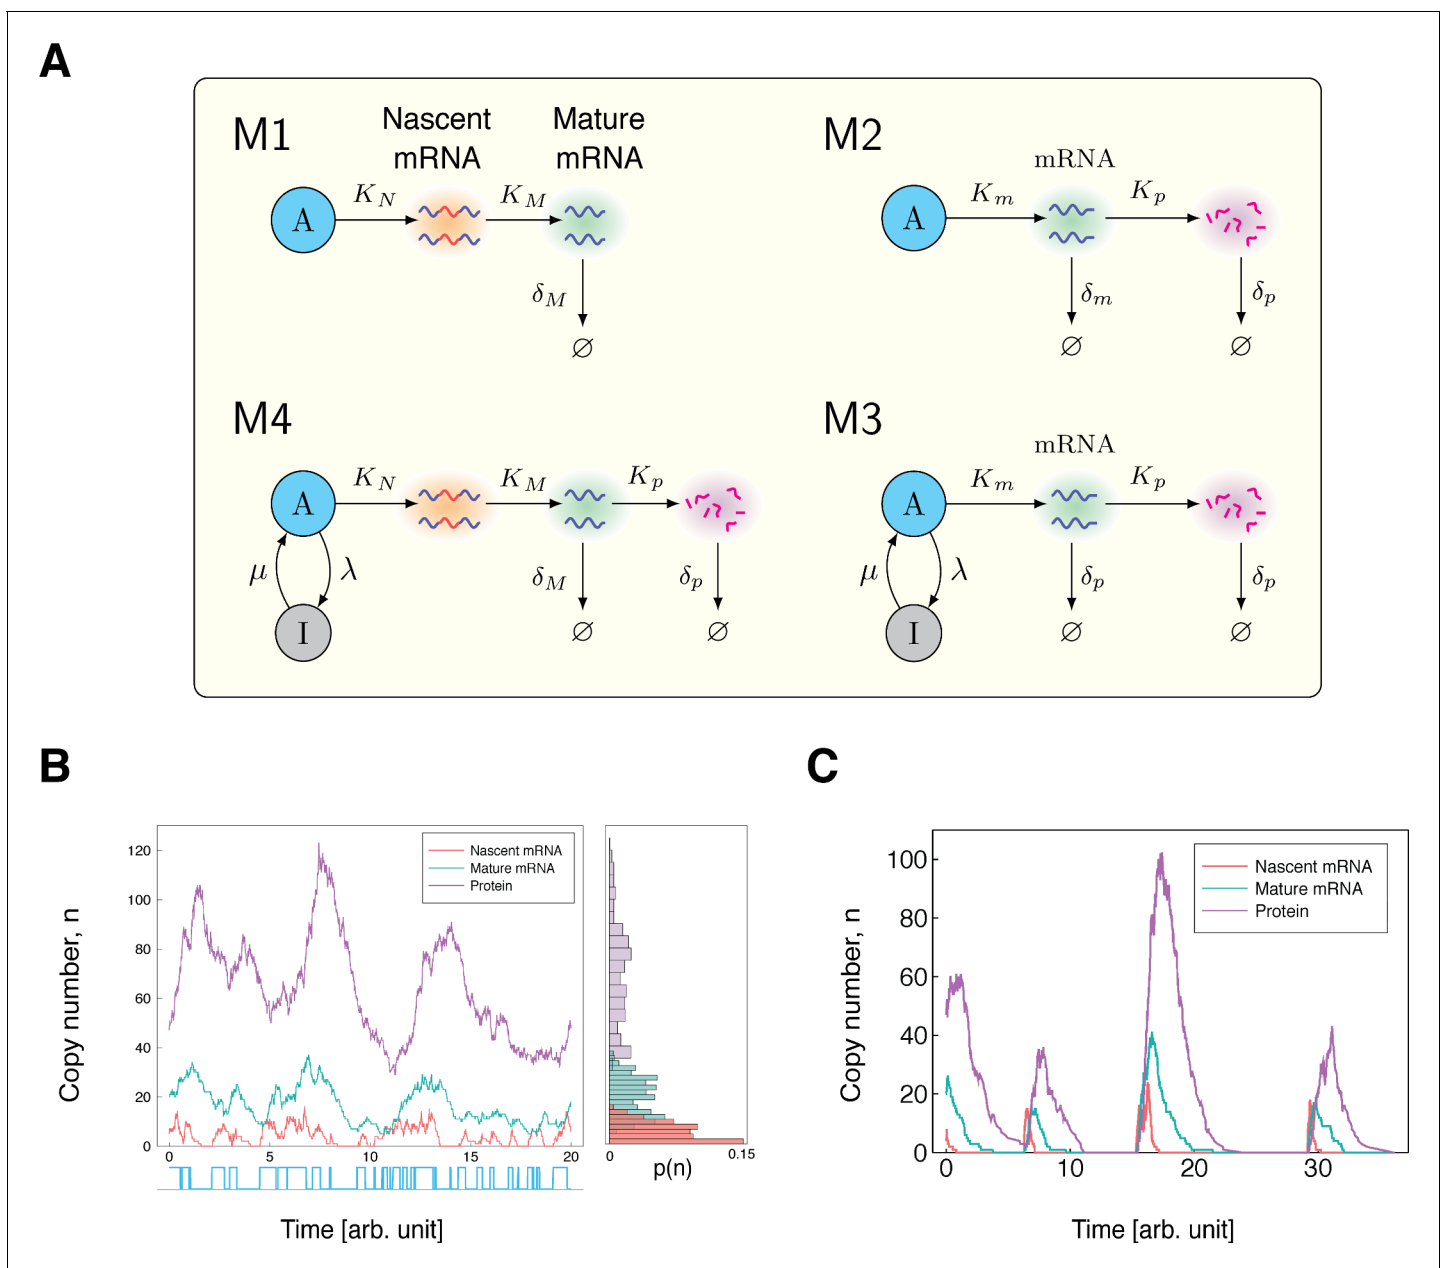 A
M1
Nascent
mRNA
Mature
mRNA
A
K_N
K_M
δ_M
∅
M2
mRNA
A
K_m
K_p
δ_m
δ_p
∅
∅
M4
A
K_N
K_M
K_p
μ
λ
δ_M
δ_p
I
∅
∅
M3
mRNA
A
K_m
K_p
μ
λ
δ_p
δ_p
I
∅
∅
B
Copy number, n
120
100
80
60
40
20
0
Nascent mRNA
Mature mRNA
Protein
0
5
10
15
20
Time [arb. unit]
0
0.15
p(n)
C
Copy number, n
100
80
60
40
20
0
Nascent mRNA
Mature mRNA
Protein
0
10
20
30
Time [arb. unit]